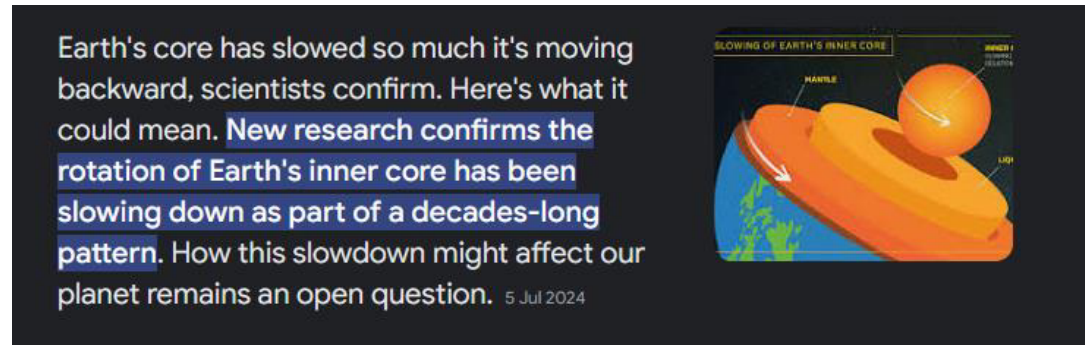 Earth's core has slowed so much it's moving
backward, scientists confirm. Here's what it
could mean. New research confirms the
rotation of Earth's inner core has been
slowing down as part of a decades-long
pattern. How this slowdown might affect our
planet remains an open question. 5 Jul 2024
SLOWING OF EARTH'S INNER CORE
INNER
MANTLE
LIQ